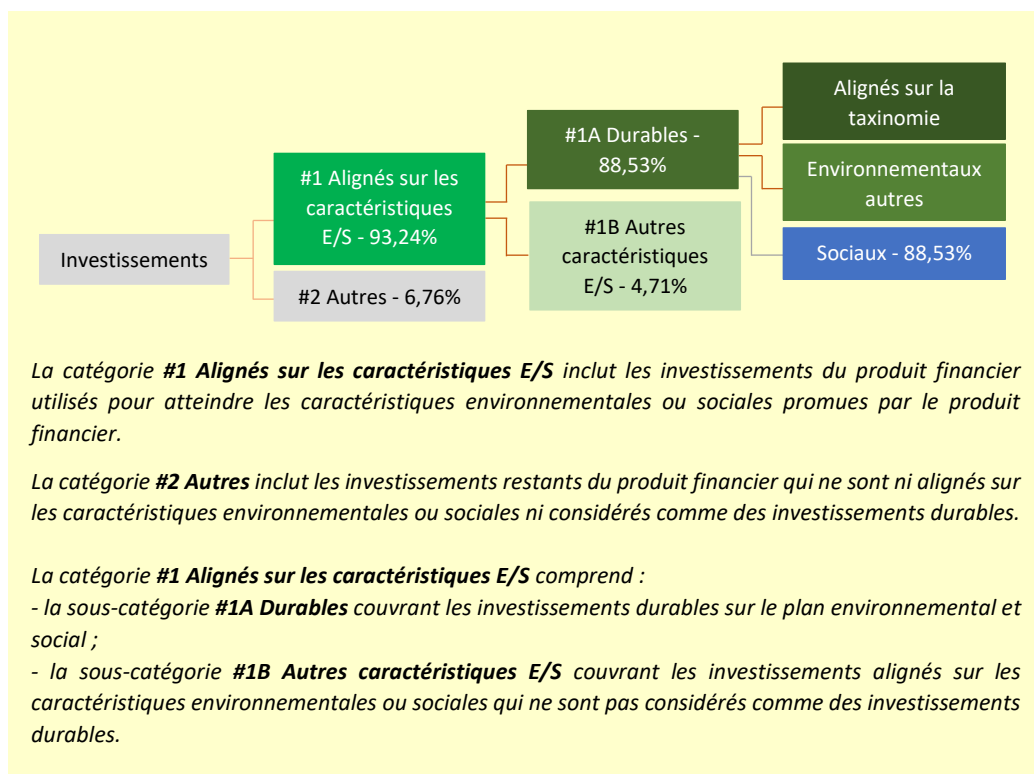 Investissements
#1 Alignés sur les
caractéristiques
E/S - 93,24%
#2 Autres - 6,76%
#1A Durables -
88,53%
#1B Autres
caractéristiques
E/S - 4,71%
Alignés sur la
taxinomie
Environnementaux
autres
Sociaux - 88,53%
La catégorie #1 Alignés sur les caractéristiques E/S inclut les investissements du produit financier
utilisés pour atteindre les caractéristiques environnementales ou sociales promues par le produit
financier.
La catégorie #2 Autres inclut les investissements restants du produit financier qui ne sont ni alignés sur
les caractéristiques environnementales ou sociales ni considérés comme des investissements durables.
La catégorie #1 Alignés sur les caractéristiques E/S comprend :
- la sous-catégorie #1A Durables couvrant les investissements durables sur le plan environnemental et
social ;
- la sous-catégorie #1B Autres caractéristiques E/S couvrant les investissements alignés sur les
caractéristiques environnementales ou sociales qui ne sont pas considérés comme des investissements
durables.